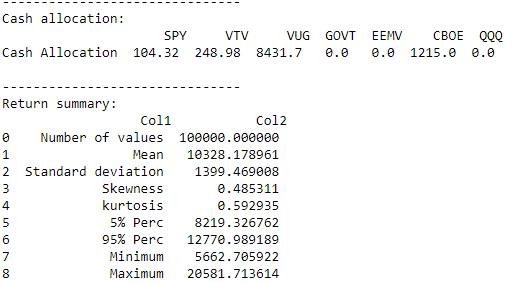 ------------------------------
Cash allocation:
SPY VTV VUG GOVT EEMV CBOE QQQ
Cash Allocation 104.32 248.98 8431.7 0.0 0.0 1215.0 0.0
------------------------------
Return summary:
Col1 Col2
0 Number of values 100000.000000
1 Mean 10328.178961
2 Standard deviation 1399.469008
3 Skewness 0.485311
4 kurtosis 0.592935
5 5% Perc 8219.326762
6 95% Perc 12770.989189
7 Minimum 5662.705922
8 Maximum 20581.713614